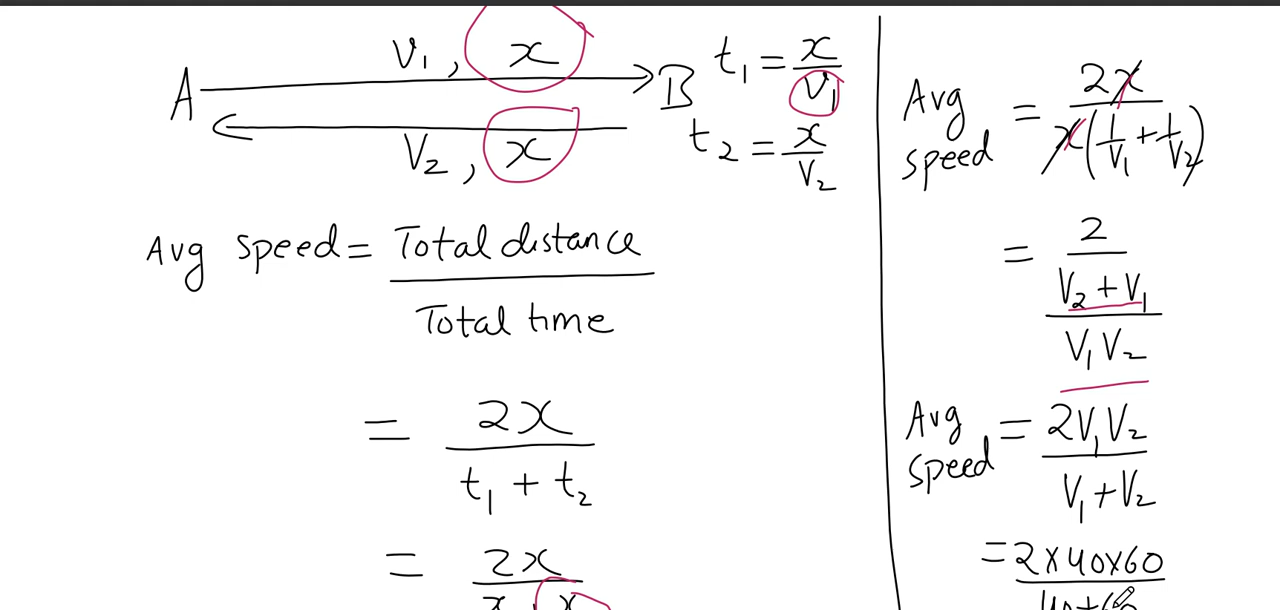 A V₁, x B
V₂, x
t₁ = x/V₁
t₂ = x/V₂
Avg speed = Total distance / Total time
= 2x / (t₁ + t₂)
= 2x
x x
Avg speed = 2x / x(1/V₁ + 1/V₂)
= 2 / ((V₂ + V₁) / V₁V₂)
Avg speed = 2V₁V₂ / (V₁ + V₂)
= 2×40×60
40+